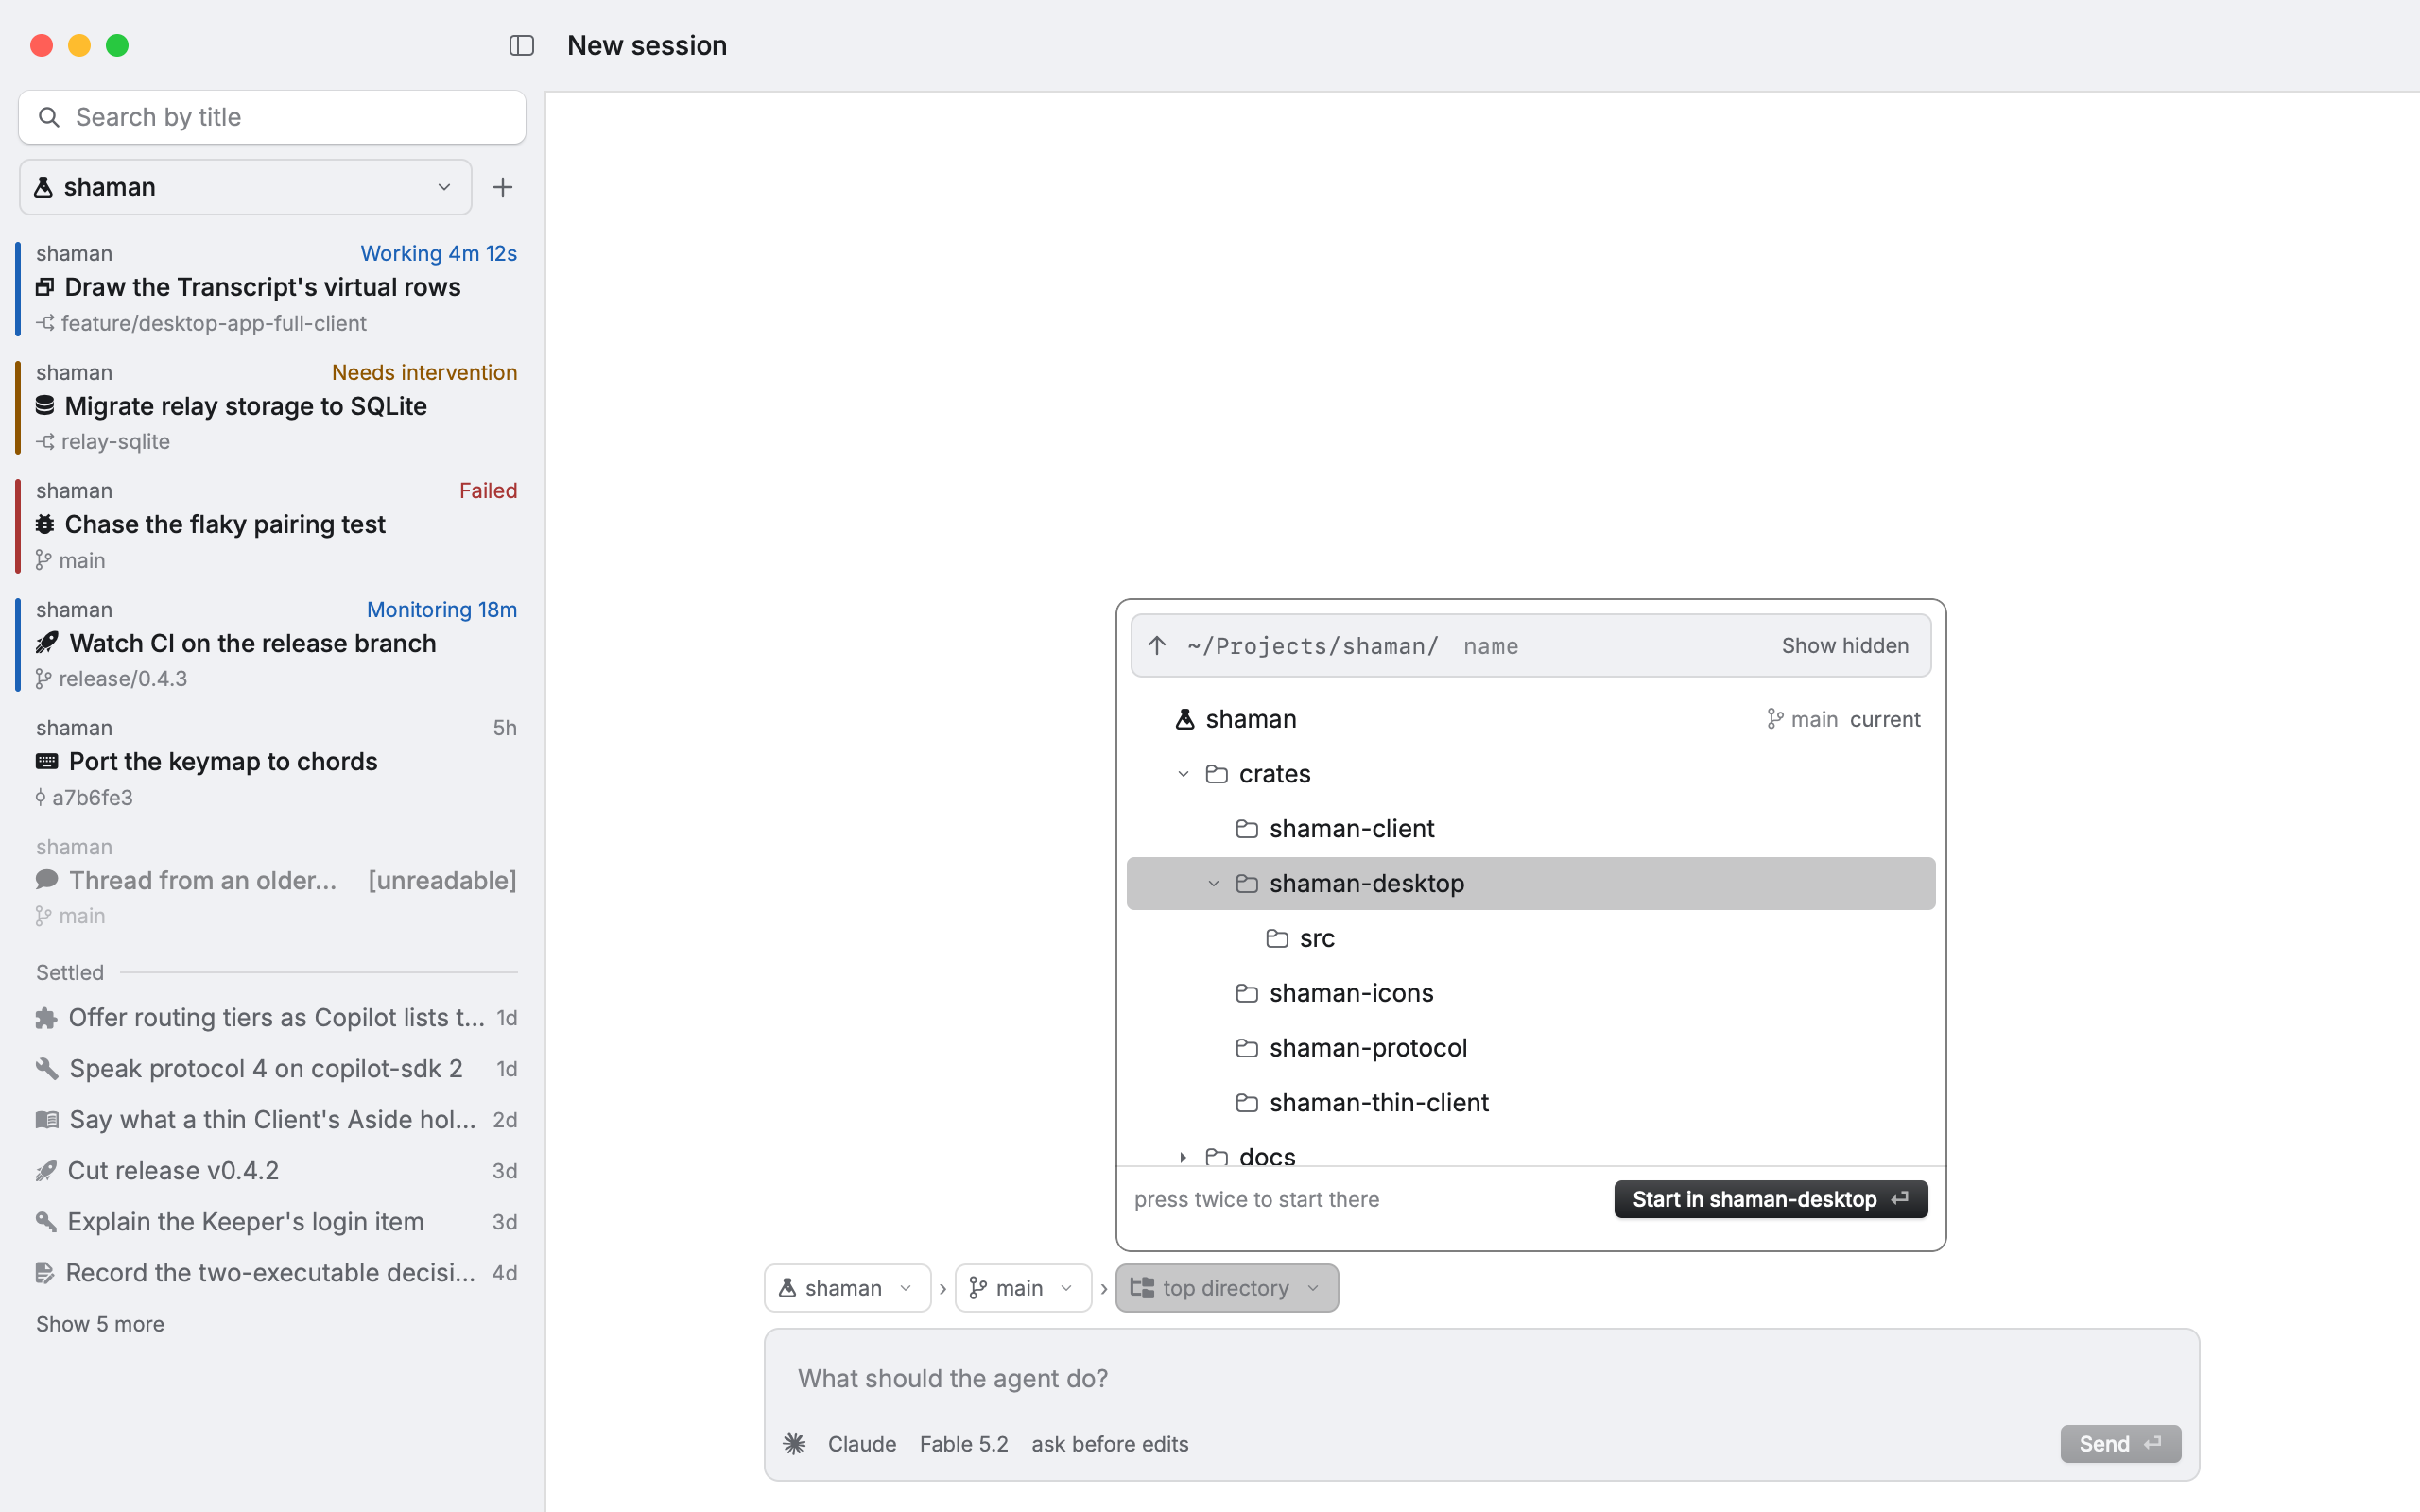 New session
Search by title
shaman
shaman Working 4m 12s
Draw the Transcript's virtual rows
feature/desktop-app-full-client
shaman Needs intervention
Migrate relay storage to SQLite
relay-sqlite
shaman Failed
Chase the flaky pairing test
main
shaman Monitoring 18m
Watch CI on the release branch
release/0.4.3
shaman 5h
Port the keymap to chords
a7b6fe3
shaman
Thread from an older... [unreadable]
main
Settled
Offer routing tiers as Copilot lists t... 1d
Speak protocol 4 on copilot-sdk 2 1d
Say what a thin Client's Aside hol... 2d
Cut release v0.4.2 3d
Explain the Keeper's login item 3d
Record the two-executable decisi... 4d
Show 5 more
~/Projects/shaman/ name Show hidden
shaman main current
crates
shaman-client
shaman-desktop
src
shaman-icons
shaman-protocol
shaman-thin-client
docs
press twice to start there Start in shaman-desktop
shaman › main › top directory
What should the agent do?
Claude Fable 5.2 ask before edits Send